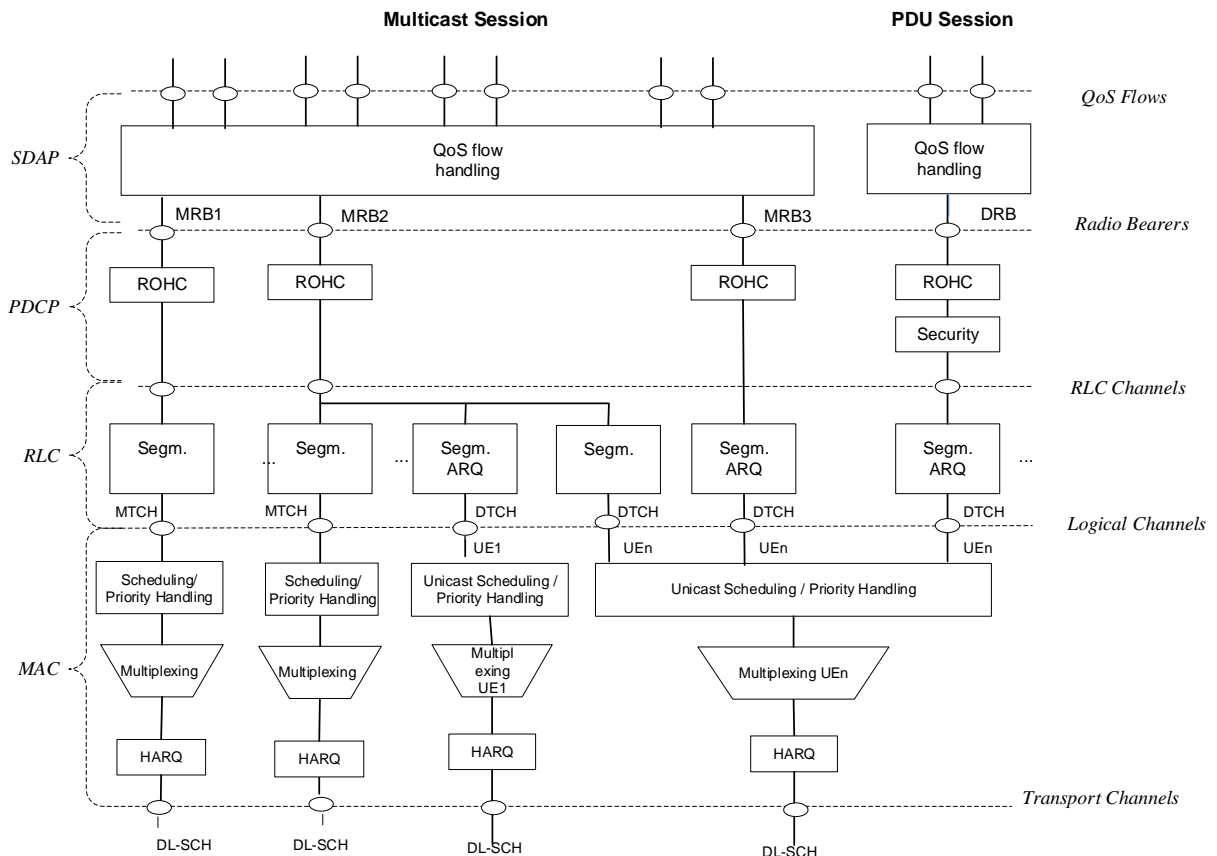 Multicast Session
PDU Session
QoS Flows
SDAP
QoS flow
handling
QoS flow
handling
MRB1
MRB2
MRB3
DRB
Radio Bearers
PDCP
ROHC
ROHC
ROHC
ROHC
Security
RLC Channels
RLC
Segm.
...
Segm.
...
Segm.
ARQ
Segm.
Segm.
ARQ
Segm.
ARQ
...
MTCH
MTCH
DTCH
DTCH
DTCH
DTCH
Logical Channels
UE1
UEn
UEn
UEn
MAC
Scheduling/
Priority Handling
Scheduling/
Priority Handling
Unicast Scheduling /
Priority Handling
Unicast Scheduling / Priority Handling
Multiplexing
Multiplexing
Multipl
exing
UE1
Multiplexing UEn
HARQ
HARQ
HARQ
HARQ
Transport Channels
DL-SCH
DL-SCH
DL-SCH
DL-SCH